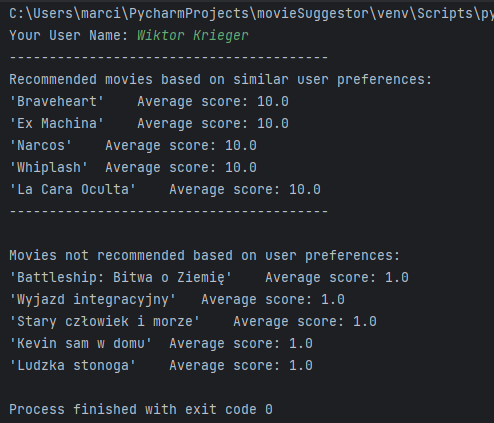 C:\Users\marci\PycharmProjects\movieSuggestor\venv\Scripts\py
Your User Name: Wiktor Krieger
----------------------------------------
Recommended movies based on similar user preferences:
'Braveheart'    Average score: 10.0
'Ex Machina'    Average score: 10.0
'Narcos'    Average score: 10.0
'Whiplash'  Average score: 10.0
'La Cara Oculta'    Average score: 10.0
----------------------------------------
Movies not recommended based on user preferences:
'Battleship: Bitwa o Ziemię'    Average score: 1.0
'Wyjazd integracyjny'   Average score: 1.0
'Stary człowiek i morze'    Average score: 1.0
'Kevin sam w domu'  Average score: 1.0
'Ludzka stonoga'    Average score: 1.0
Process finished with exit code 0